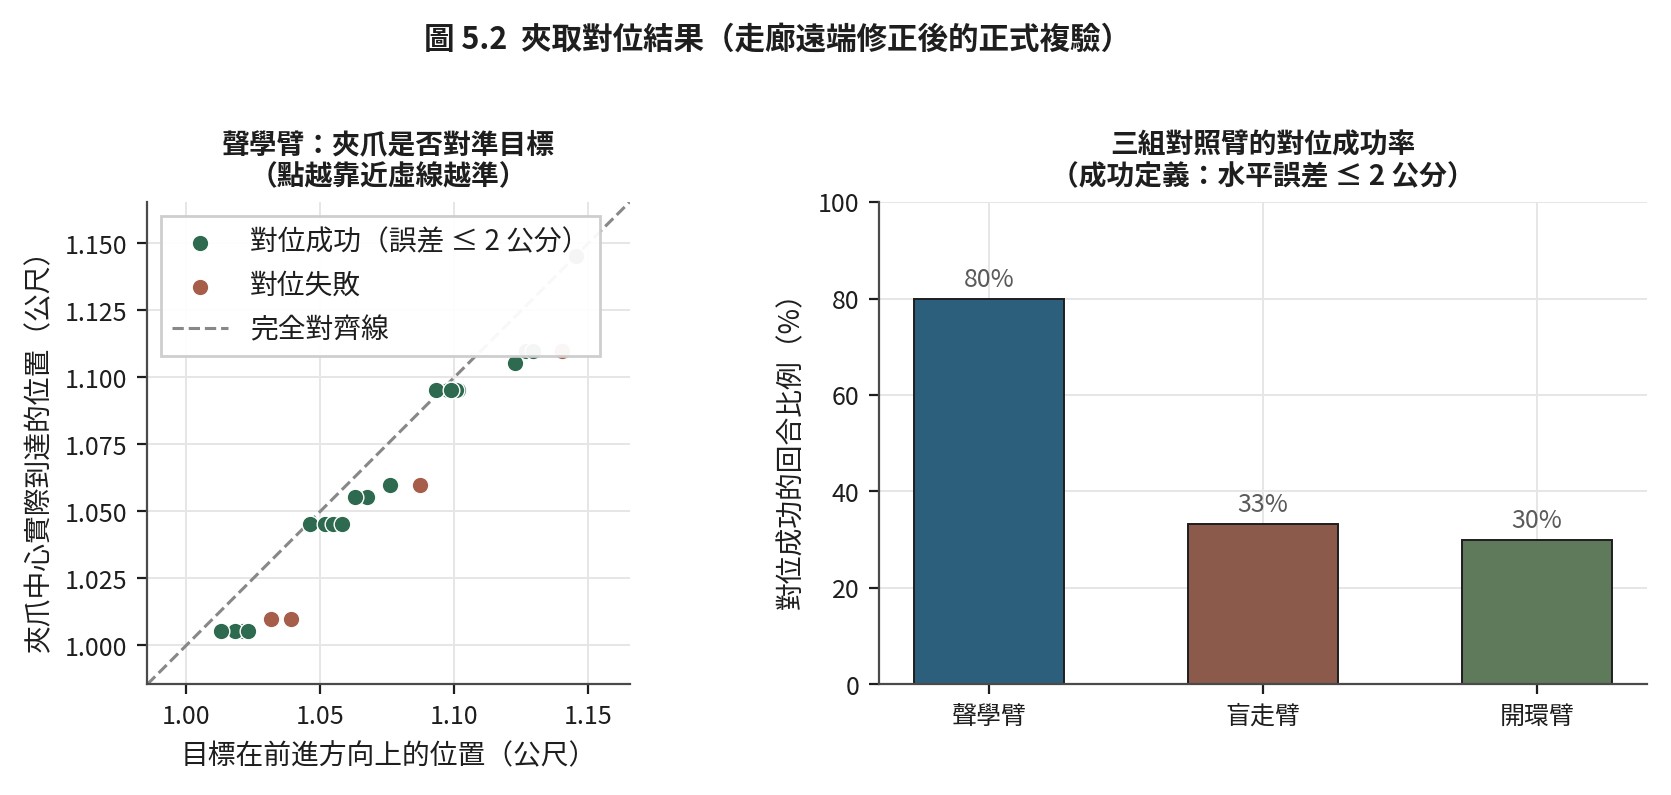 圖 5.2 夾取對位結果（走廊遠端修正後的正式複驗）
聲學臂：夾爪是否對準目標
（點越靠近虛線越準）
對位成功（誤差 ≤ 2 公分）
對位失敗
完全對齊線
夾爪中心實際到達的位置（公尺）
1.150
1.125
1.100
1.075
1.050
1.025
1.000
1.00 1.05 1.10 1.15
目標在前進方向上的位置（公尺）
三組對照臂的對位成功率
（成功定義：水平誤差 ≤ 2 公分）
對位成功的回合比例（%）
100
80
60
40
20
0
80%
33%
30%
聲學臂 盲走臂 開環臂